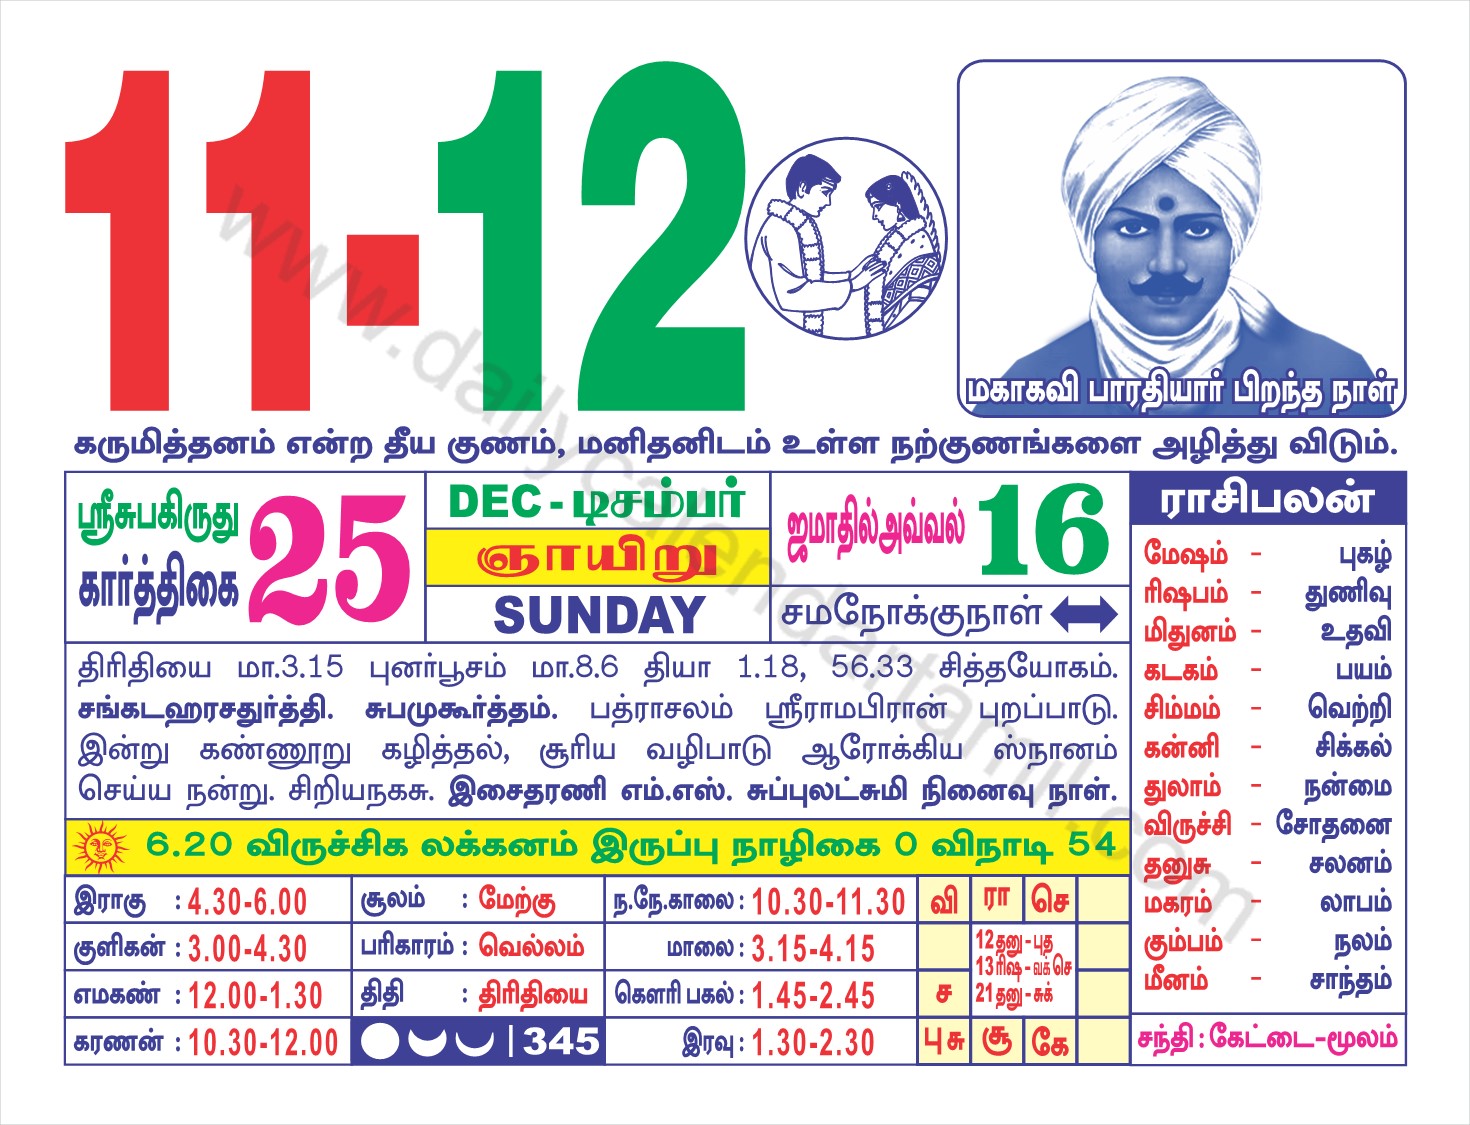 11-12
மகாகவி பாரதியார் பிறந்த நாள்
கருமித்தனம் என்ற தீய குணம், மனிதனிடம் உள்ள நற்குணங்களை அழித்து விடும்.
ஸ்ரீசுபகிருது
கார்த்திகை
25
DEC - டிசம்பர்
ஞாயிறு
SUNDAY
ஜமாதில் அவ்வல் 16
சமநோக்குநாள்
திரிதியை மா.3.15 புனர்பூசம் மா.8.6 தியா 1.18, 56.33 சித்தயோகம்.
சங்கடஹரசதுர்த்தி. சுபமுகூர்த்தம். பத்ராசலம் ஸ்ரீராமபிரான் புறப்பாடு.
இன்று கண்ணூறு கழித்தல், சூரிய வழிபாடு ஆரோக்கிய ஸ்நானம்
செய்ய நன்று. சிறியநகசு. இசைதரணி எம்.எஸ். சுப்புலட்சுமி நினைவு நாள்.
6.20 விருச்சிக லக்கனம் இருப்பு நாழிகை 0 விநாடி 54
இராகு : 4.30-6.00
குளிகன் : 3.00-4.30
எமகண் : 12.00-1.30
கரணன் : 10.30-12.00
சூலம் : மேற்கு
பரிகாரம் : வெல்லம்
திதி : திரிதியை
345
ந.நே.காலை : 10.30-11.30
மாலை : 3.15-4.15
கௌரி பகல் : 1.45-2.45
இரவு : 1.30-2.30
வி ரா செ
12 தனு - புத
13 ரிஷ - வக் செ
21 தனு - சுக்
ச
பு சு சூ கே
ராசிபலன்
மேஷம் - புகழ்
ரிஷபம் - துணிவு
மிதுனம் - உதவி
கடகம் - பயம்
சிம்மம் - வெற்றி
கன்னி - சிக்கல்
துலாம் - நன்மை
விருச்சி - சோதனை
தனுசு - சலனம்
மகரம் - லாபம்
கும்பம் - நலம்
மீனம் - சாந்தம்
சந்தி : கேட்டை-மூலம்
www.dailycalendartamil.com